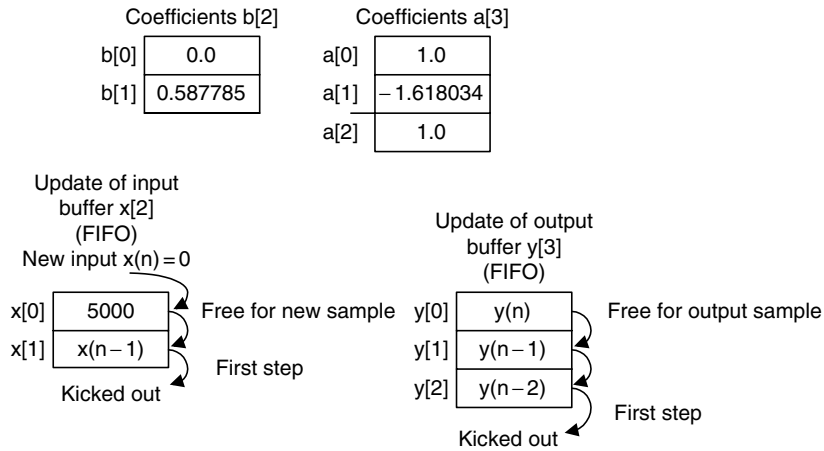 Coefficients b[2]
b[0] 0.0
b[1] 0.587785
Coefficients a[3]
a[0] 1.0
a[1] −1.618034
a[2] 1.0
Update of input
buffer x[2]
(FIFO)
New input x(n)=0
x[0] 5000 Free for new sample
x[1] x(n−1)
First step
Kicked out
Update of output
buffer y[3]
(FIFO)
y[0] y(n) Free for output sample
y[1] y(n−1)
y[2] y(n−2)
First step
Kicked out